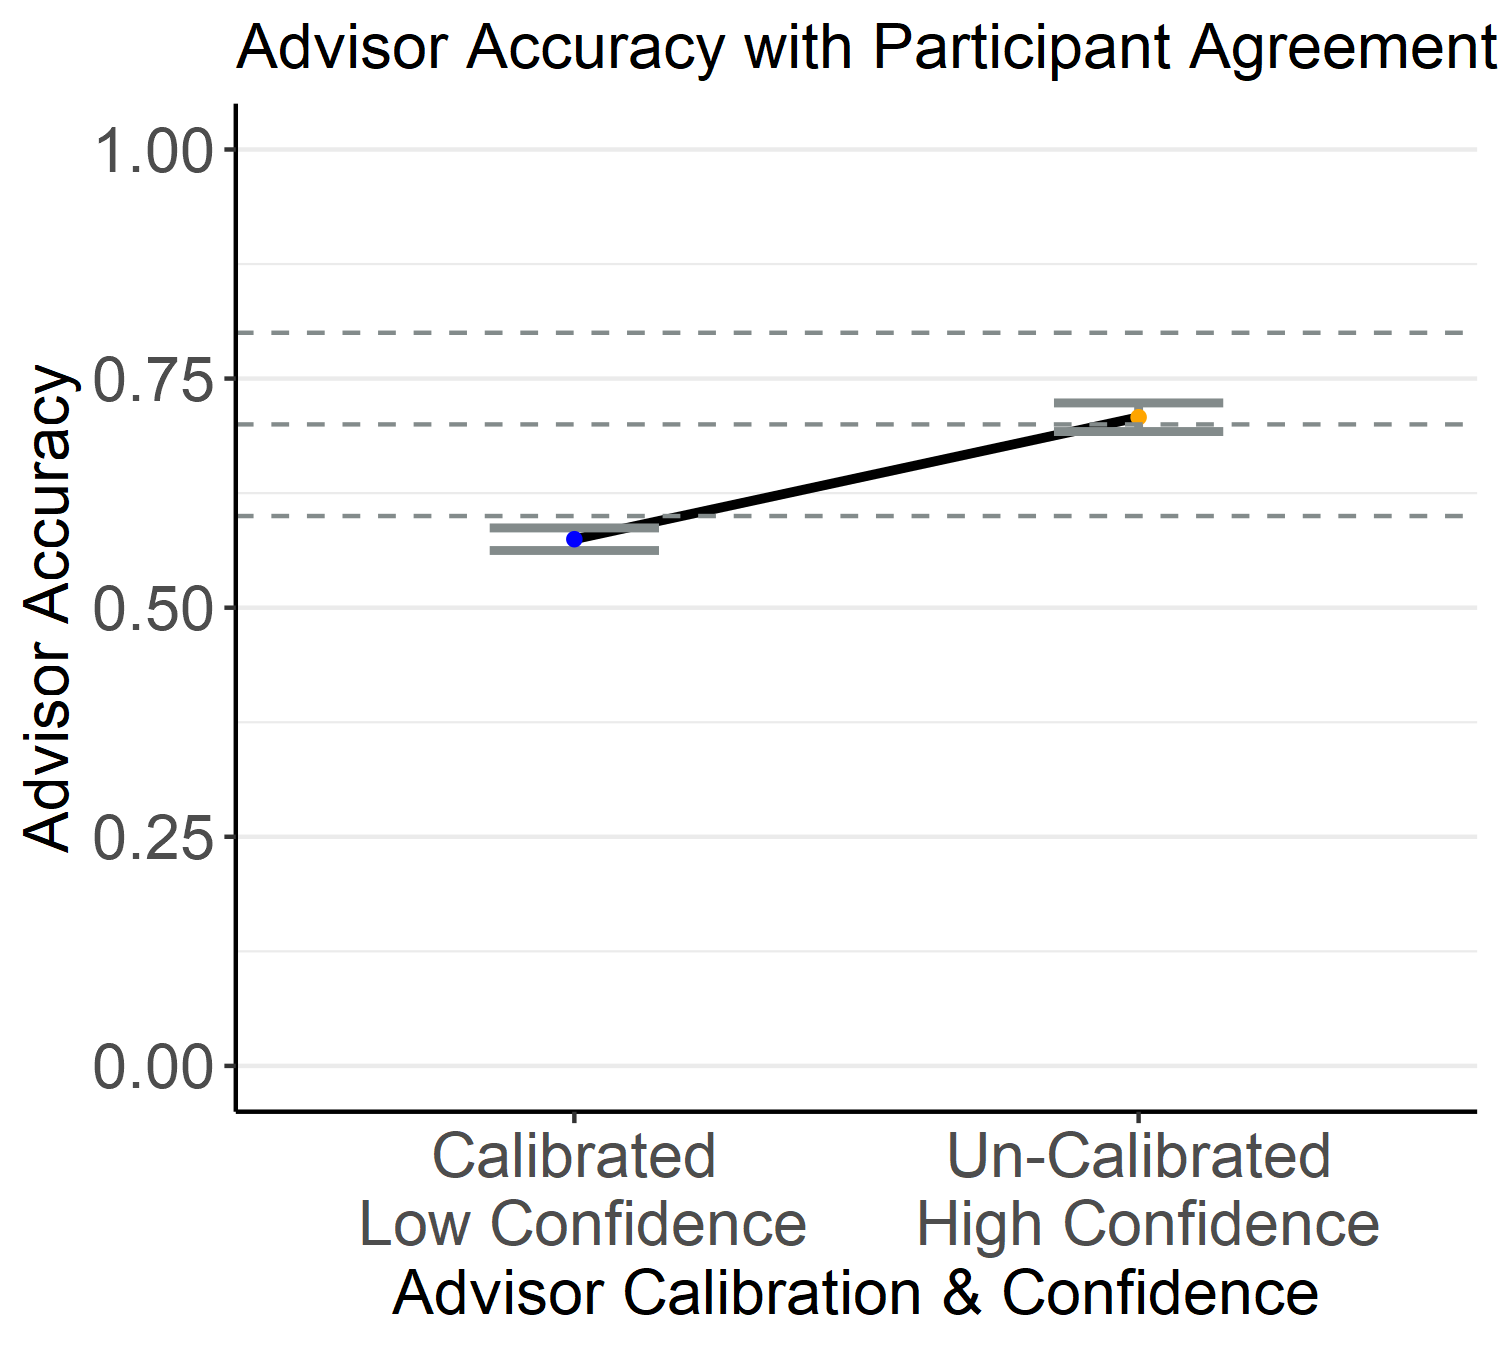 Advisor Accuracy with Participant Agreement
Advisor Accuracy
1.00
0.75
0.50
0.25
0.00
Calibrated
Low Confidence
Un-Calibrated
High Confidence
Advisor Calibration & Confidence